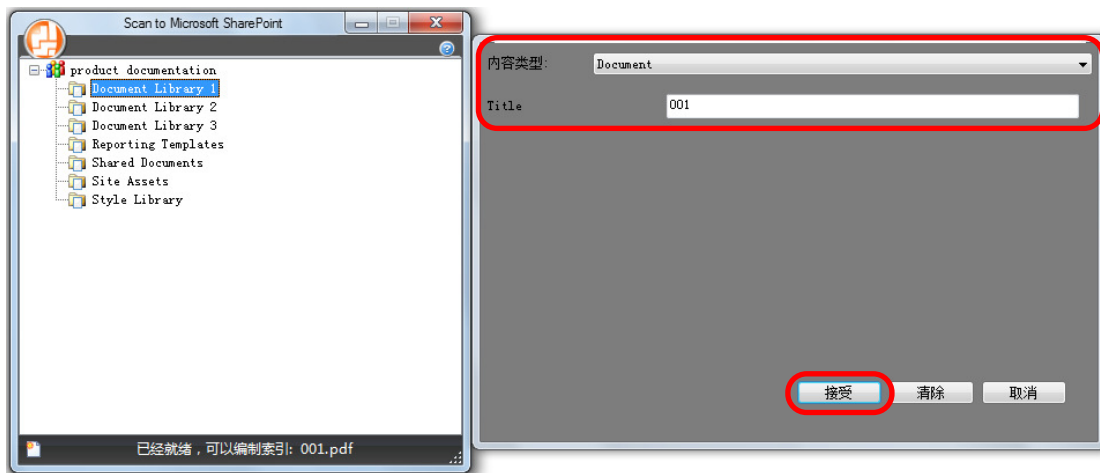 Scan to Microsoft SharePoint
product documentation
Document Library 1
Document Library 2
Document Library 3
Reporting Templates
Shared Documents
Site Assets
Style Library
已经就绪，可以编制索引: 001.pdf
内容类型: Document
Title 001
接受 清除 取消